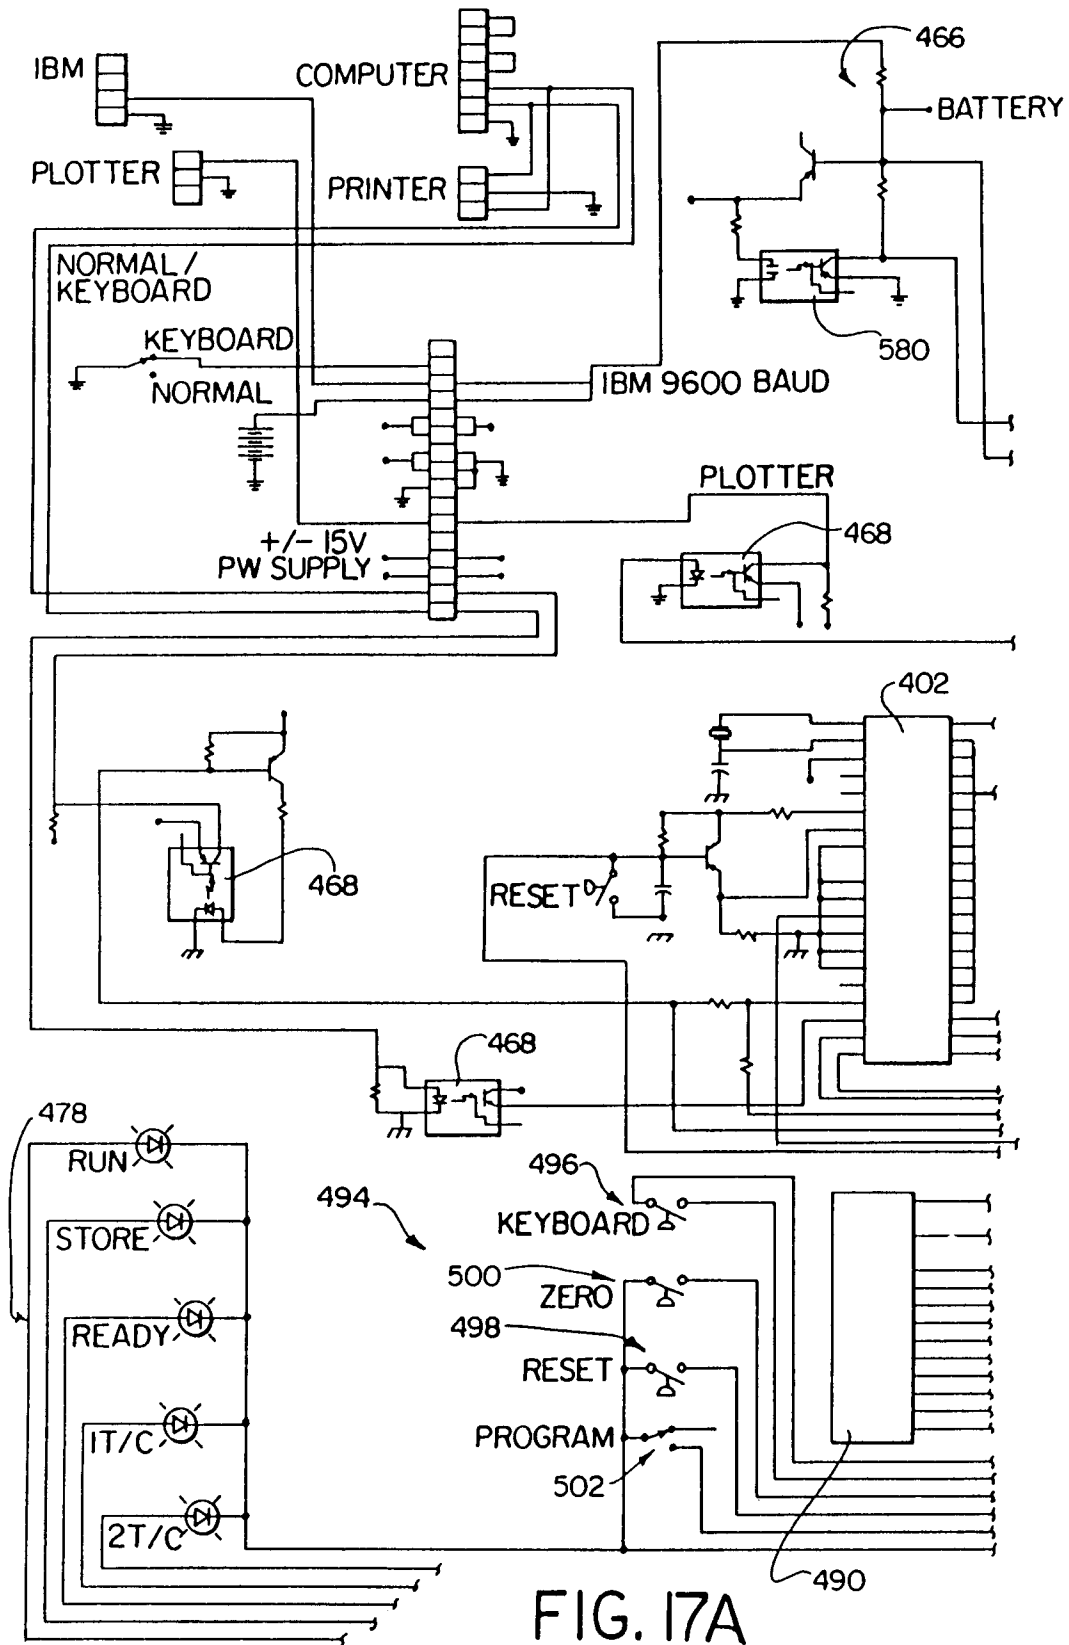 466
IBM
COMPUTER
BATTERY
PLOTTER
PRINTER
NORMAL/
KEYBOARD
580
KEYBOARD
NORMAL
IBM 9600 BAUD
PLOTTER
468
+/- 15V
PW SUPPLY
402
468
RESET
468
478
RUN
496
494
KEYBOARD
STORE
500
ZERO
READY
498
RESET
1T/C
PROGRAM
502
2T/C
490
FIG. 17A